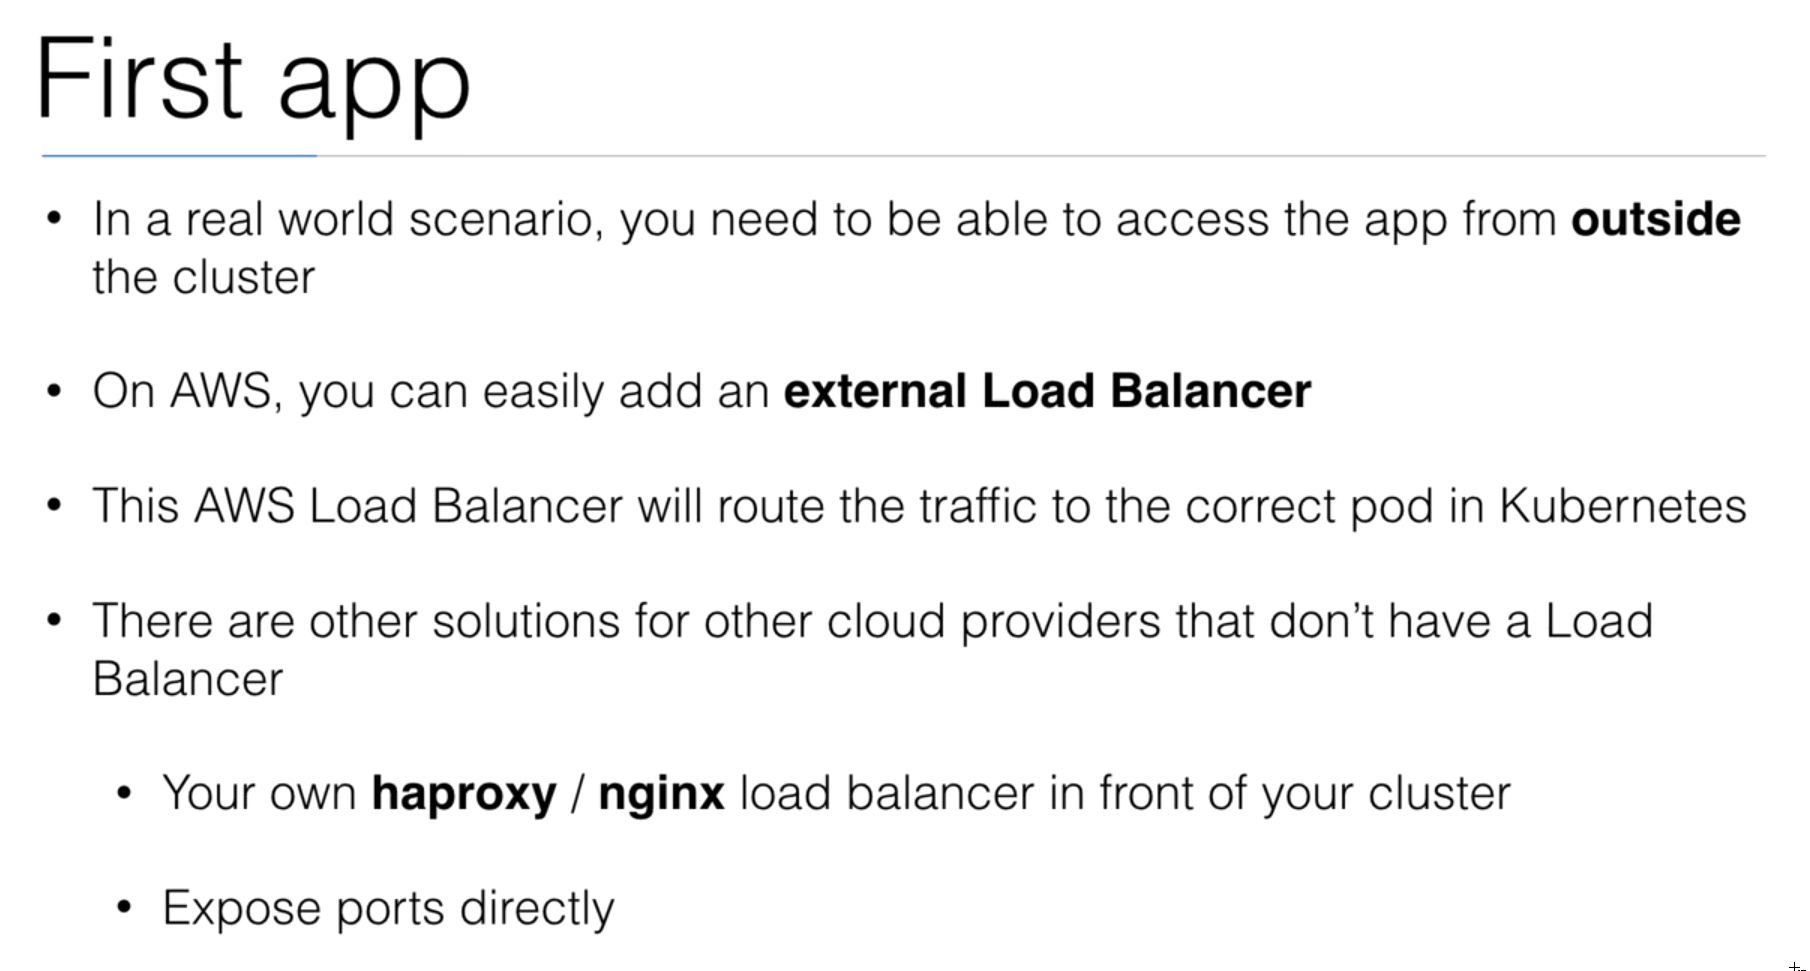 First app
• In a real world scenario, you need to be able to access the app from outside
the cluster
• On AWS, you can easily add an external Load Balancer
• This AWS Load Balancer will route the traffic to the correct pod in Kubernetes
• There are other solutions for other cloud providers that don’t have a Load
Balancer
• Your own haproxy / nginx load balancer in front of your cluster
• Expose ports directly